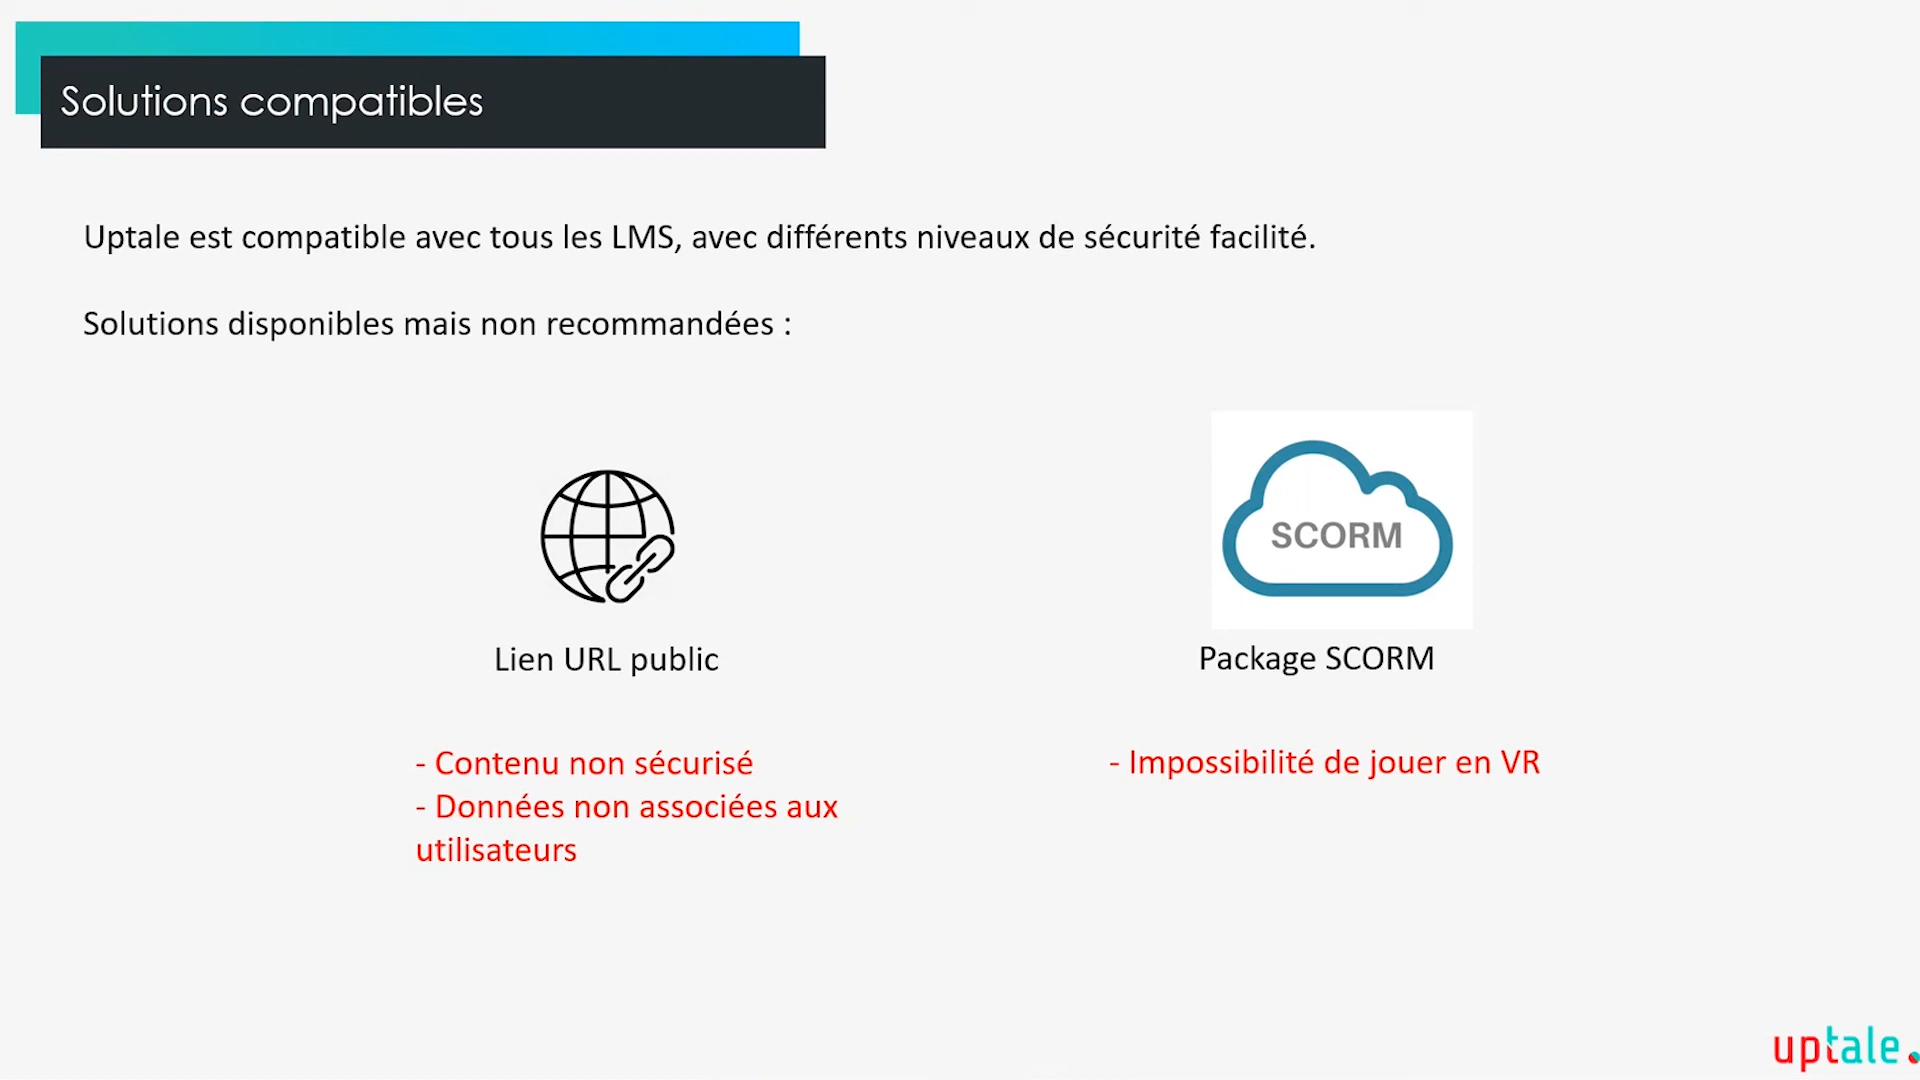 Solutions compatibles
Uptale est compatible avec tous les LMS, avec différents niveaux de sécurité facilité.
Solutions disponibles mais non recommandées :
SCORM
Lien URL public
Package SCORM
- Contenu non sécurisé
- Données non associées aux
utilisateurs
- Impossibilité de jouer en VR
uptale.